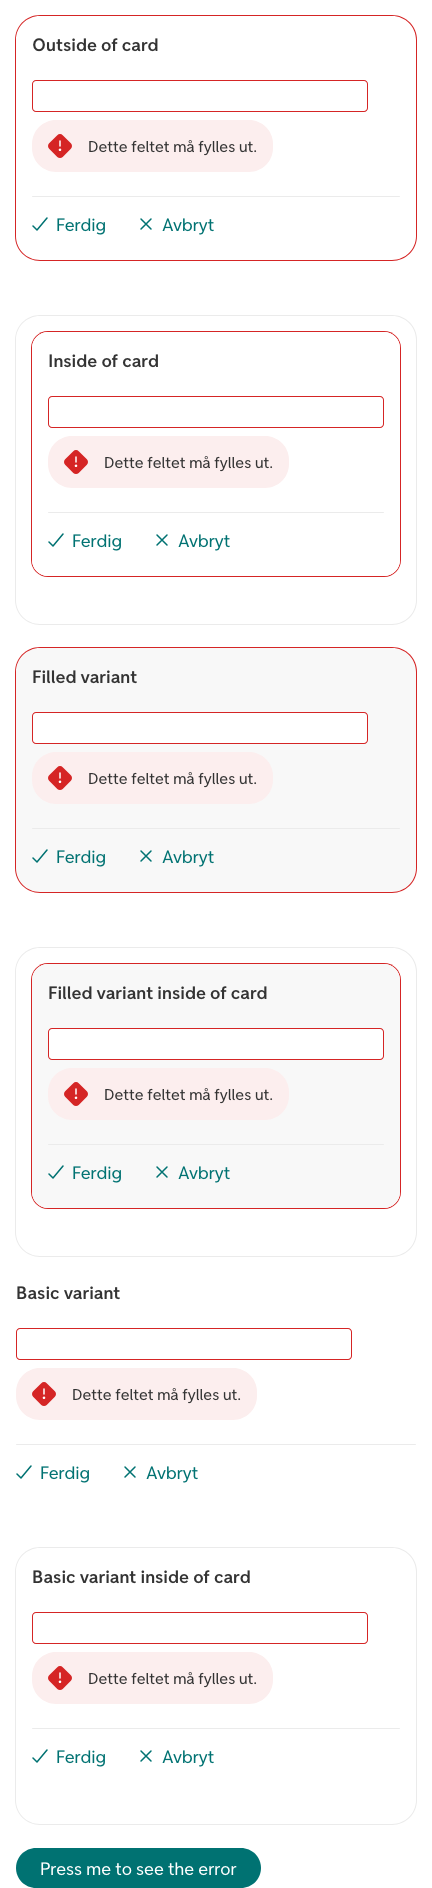 Outside of card
Dette feltet må fylles ut.
Ferdig Avbryt
Inside of card
Dette feltet må fylles ut.
Ferdig Avbryt
Filled variant
Dette feltet må fylles ut.
Ferdig Avbryt
Filled variant inside of card
Dette feltet må fylles ut.
Ferdig Avbryt
Basic variant
Dette feltet må fylles ut.
Ferdig Avbryt
Basic variant inside of card
Dette feltet må fylles ut.
Ferdig Avbryt
Press me to see the error